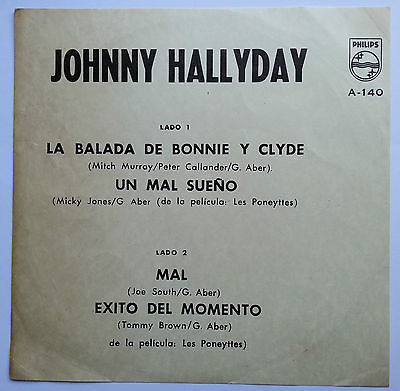 JOHNNY HALLYDAY
PHILIPS
A-140
LADO 1
LA BALADA DE BONNIE Y CLYDE
(Mitch Murray/Peter Callander/G. Aber).
UN MAL SUEÑO
(Micky Jones/G. Aber (de la película: Les Poneyttes)
LADO 2
MAL
(Joe South/G. Aber)
EXITO DEL MOMENTO
(Tommy Brown/G. Aber)
de la película: Les Poneyttes)